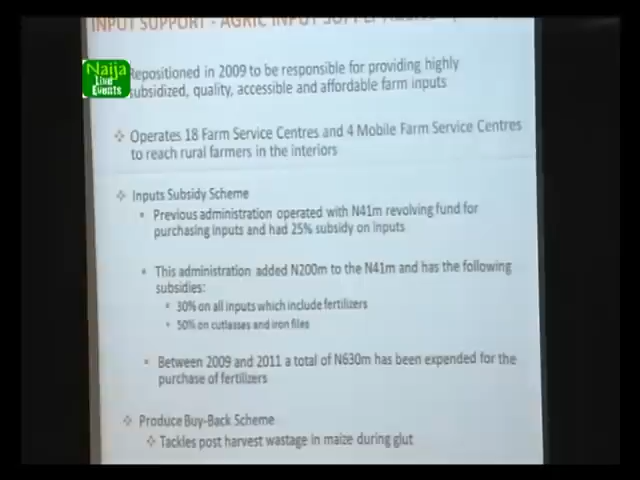 INPUT SUPPORT - AGRIC INPUT SUPPLY
Naija
Live
Events
Repositioned in 2009 to be responsible for providing highly
subsidized, quality, accessible and affordable farm inputs
Operates 18 Farm Service Centres and 4 Mobile Farm Service Centres
to reach rural farmers in the interiors
Inputs Subsidy Scheme
Previous administration operated with N41m revolving fund for
purchasing inputs and had 25% subsidy on inputs
This administration added N200m to the N41m and has the following
subsidies:
30% on all inputs which include fertilizers
50% on cutlasses and iron files
Between 2009 and 2011 a total of N630m has been expended for the
purchase of fertilizers
Produce Buy-Back Scheme
Tackles post harvest wastage in maize during glut